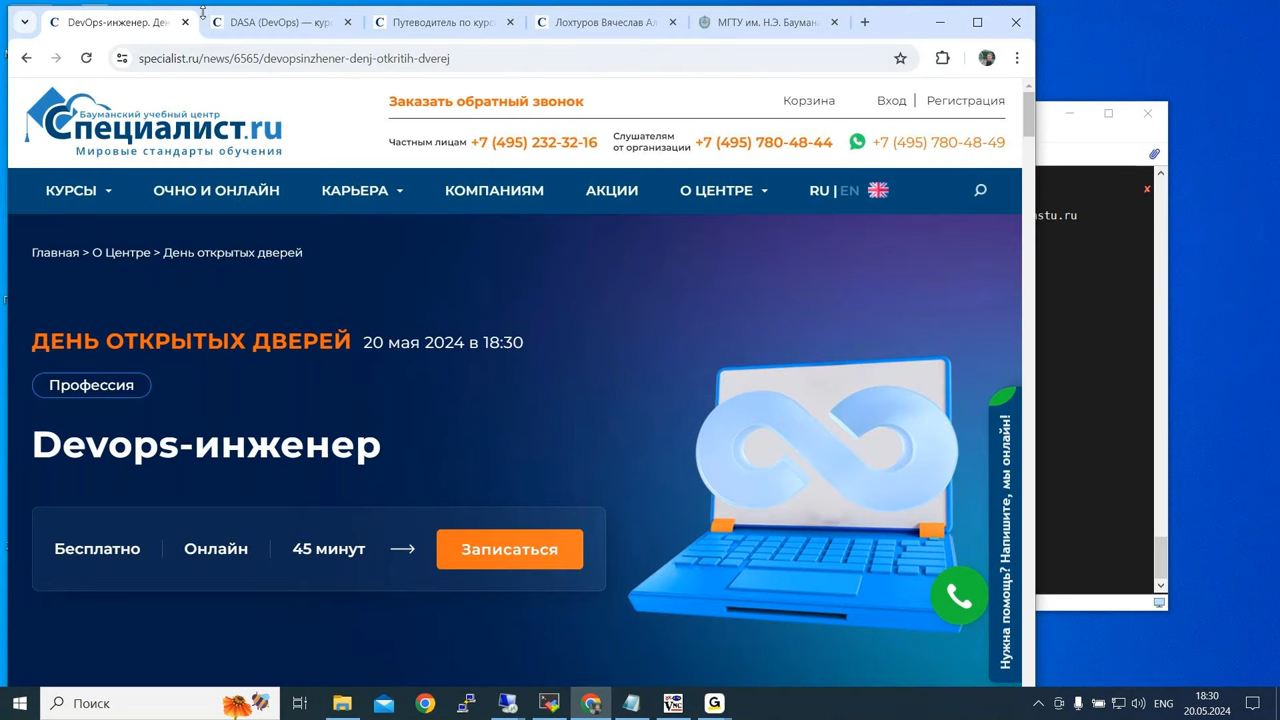 DevOps-инженер. Ден
DASA (DevOps) — кур
Путеводитель по курс
Лохтуров Вячеслав Ал
МГТУ им. Н.Э. Бауман
specialist.ru/news/6565/devopsinzhener-denj-otkritih-dverej
Бауманский учебный центр
Специалист.ru
Мировые стандарты обучения
Заказать обратный звонок
Корзина
Вход | Регистрация
Частным лицам +7 (495) 232-32-16
Слушателям
от организации +7 (495) 780-48-44
+7 (495) 780-48-49
КУРСЫ
ОЧНО И ОНЛАЙН
КАРЬЕРА
КОМПАНИЯМ
АКЦИИ
О ЦЕНТРЕ
RU | EN
stu.ru
Главная > О Центре > День открытых дверей
ДЕНЬ ОТКРЫТЫХ ДВЕРЕЙ 20 мая 2024 в 18:30
Профессия
Devops-инженер
Бесплатно
Онлайн
45 минут
Записаться
Нужна помощь? Напишите, мы онлайн!
Поиск
ENG
18:30
20.05.2024